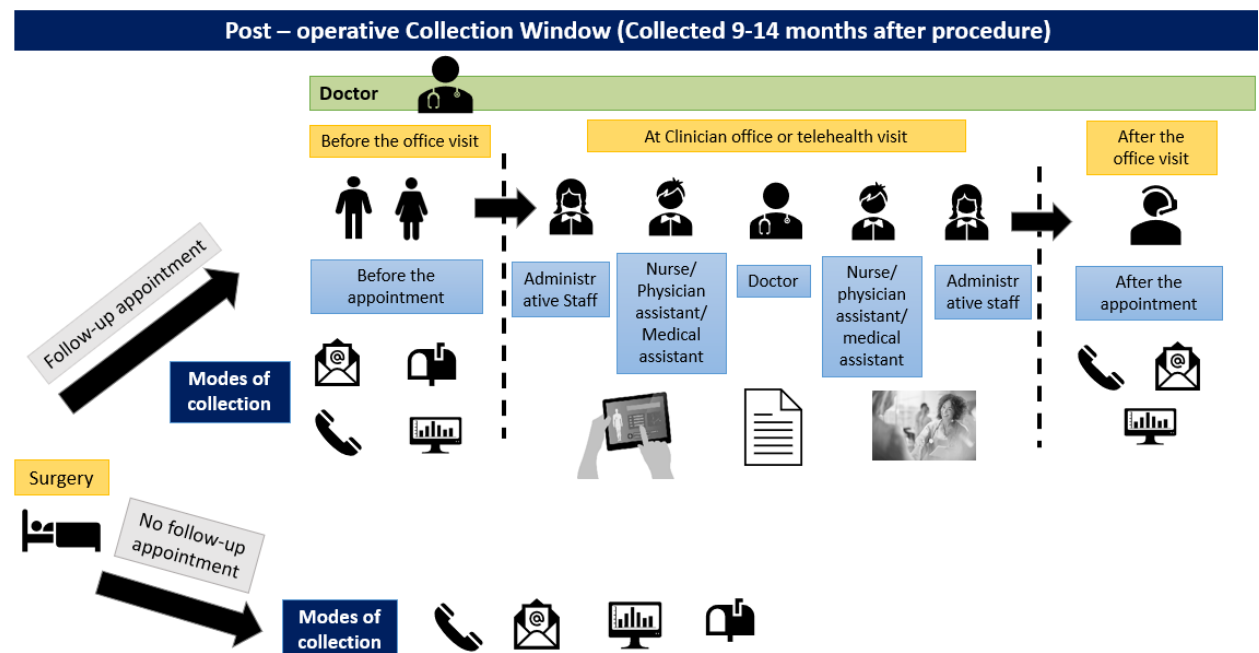 Post – operative Collection Window (Collected 9-14 months after procedure)
Doctor
Before the office visit
At Clinician office or telehealth visit
After the
office visit
Follow-up appointment
Before the
appointment
Administr
ative Staff
Nurse/
Physician
assistant/
Medical
assistant
Doctor
Nurse/
physician
assistant/
medical
assistant
Administr
ative staff
After the
appointment
Modes of
collection
@
@
Surgery
No follow-up
appointment
Modes of
collection
@